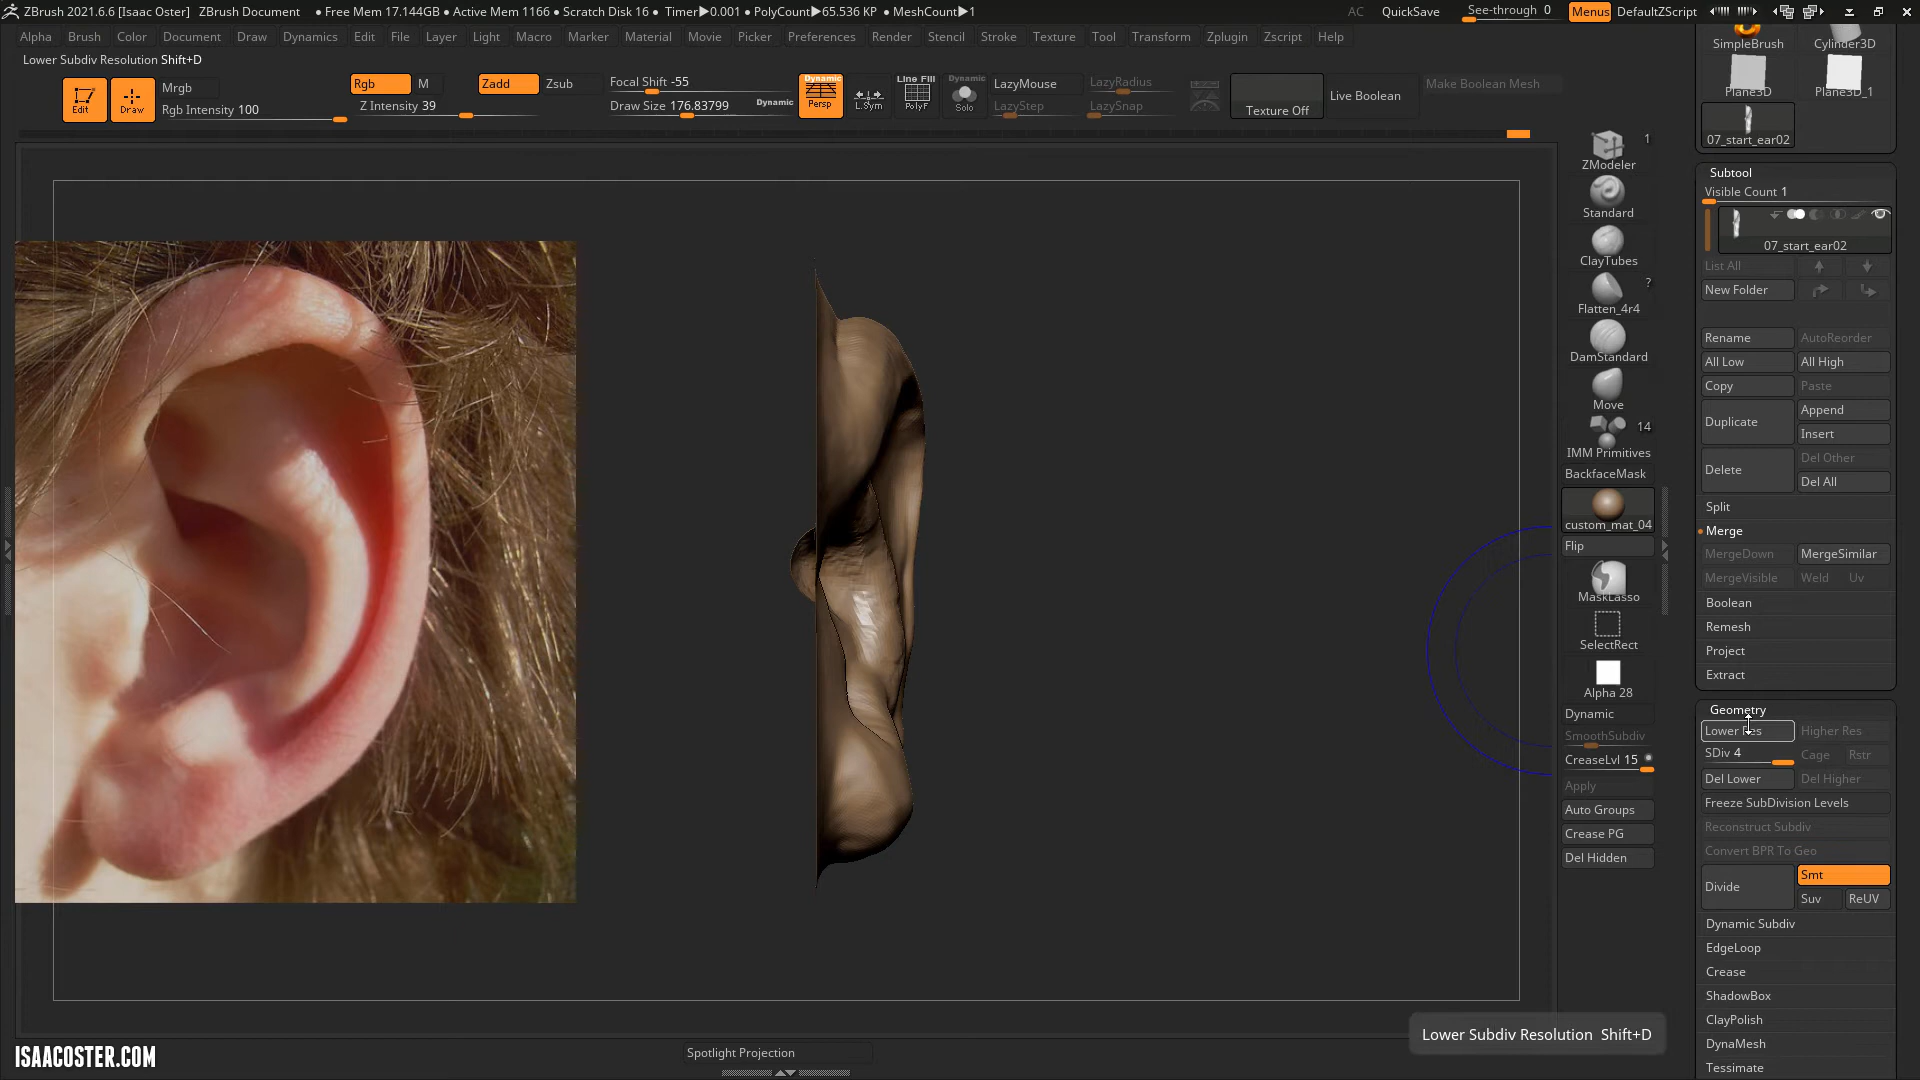 ZBrush 2021.6.6 [Isaac Oster] ZBrush Document • Free Mem 17.144GB • Active Mem 1166 • Scratch Disk 16 • Timer▶0.001 • PolyCount▶65.536 KP • MeshCount▶1 AC QuickSave See-through 0 Menus DefaultZScript
Alpha Brush Color Document Draw Dynamics Edit File Layer Light Macro Marker Material Movie Picker Preferences Render Stencil Stroke Texture Tool Transform Zplugin Zscript Help
Lower Subdiv Resolution Shift+D
Edit
Draw
Mrgb
Rgb Intensity 100
Rgb M
Zadd Zsub
Z Intensity 39
Focal Shift -55
Draw Size 176.83799 Dynamic
Dynamic
Persp
L.Sym
Line Fill
PolyF
Dynamic
Solo
LazyMouse LazyRadius
LazyStep LazySnap
Texture Off
Live Boolean
Make Boolean Mesh
ZModeler 1
Standard
ClayTubes
Flatten_4r4 ?
DamStandard
Move
IMM Primitives 14
BackfaceMask
custom_mat_04
Flip
MaskLasso
SelectRect
Alpha 28
Dynamic
SmoothSubdiv
CreaseLvl 15
Apply
Auto Groups
Crease PG
Del Hidden
SimpleBrush Cylinder3D
Plane3D Plane3D_1
07_start_ear02
Subtool
Visible Count 1
07_start_ear02
List All
New Folder
Rename AutoReorder
All Low All High
Copy Paste
Duplicate Append
Insert
Delete Del Other
Del All
Split
Merge
MergeDown MergeSimilar
MergeVisible Weld Uv
Boolean
Remesh
Project
Extract
Geometry
Lower Res Higher Res
SDiv 4 Cage Rstr
Del Lower Del Higher
Freeze SubDivision Levels
Reconstruct Subdiv
Convert BPR To Geo
Divide Smt
Suv ReUV
Dynamic Subdiv
EdgeLoop
Crease
ShadowBox
ClayPolish
DynaMesh
Tessimate
Lower Subdiv Resolution Shift+D
Spotlight Projection
ISAACOSTER.COM